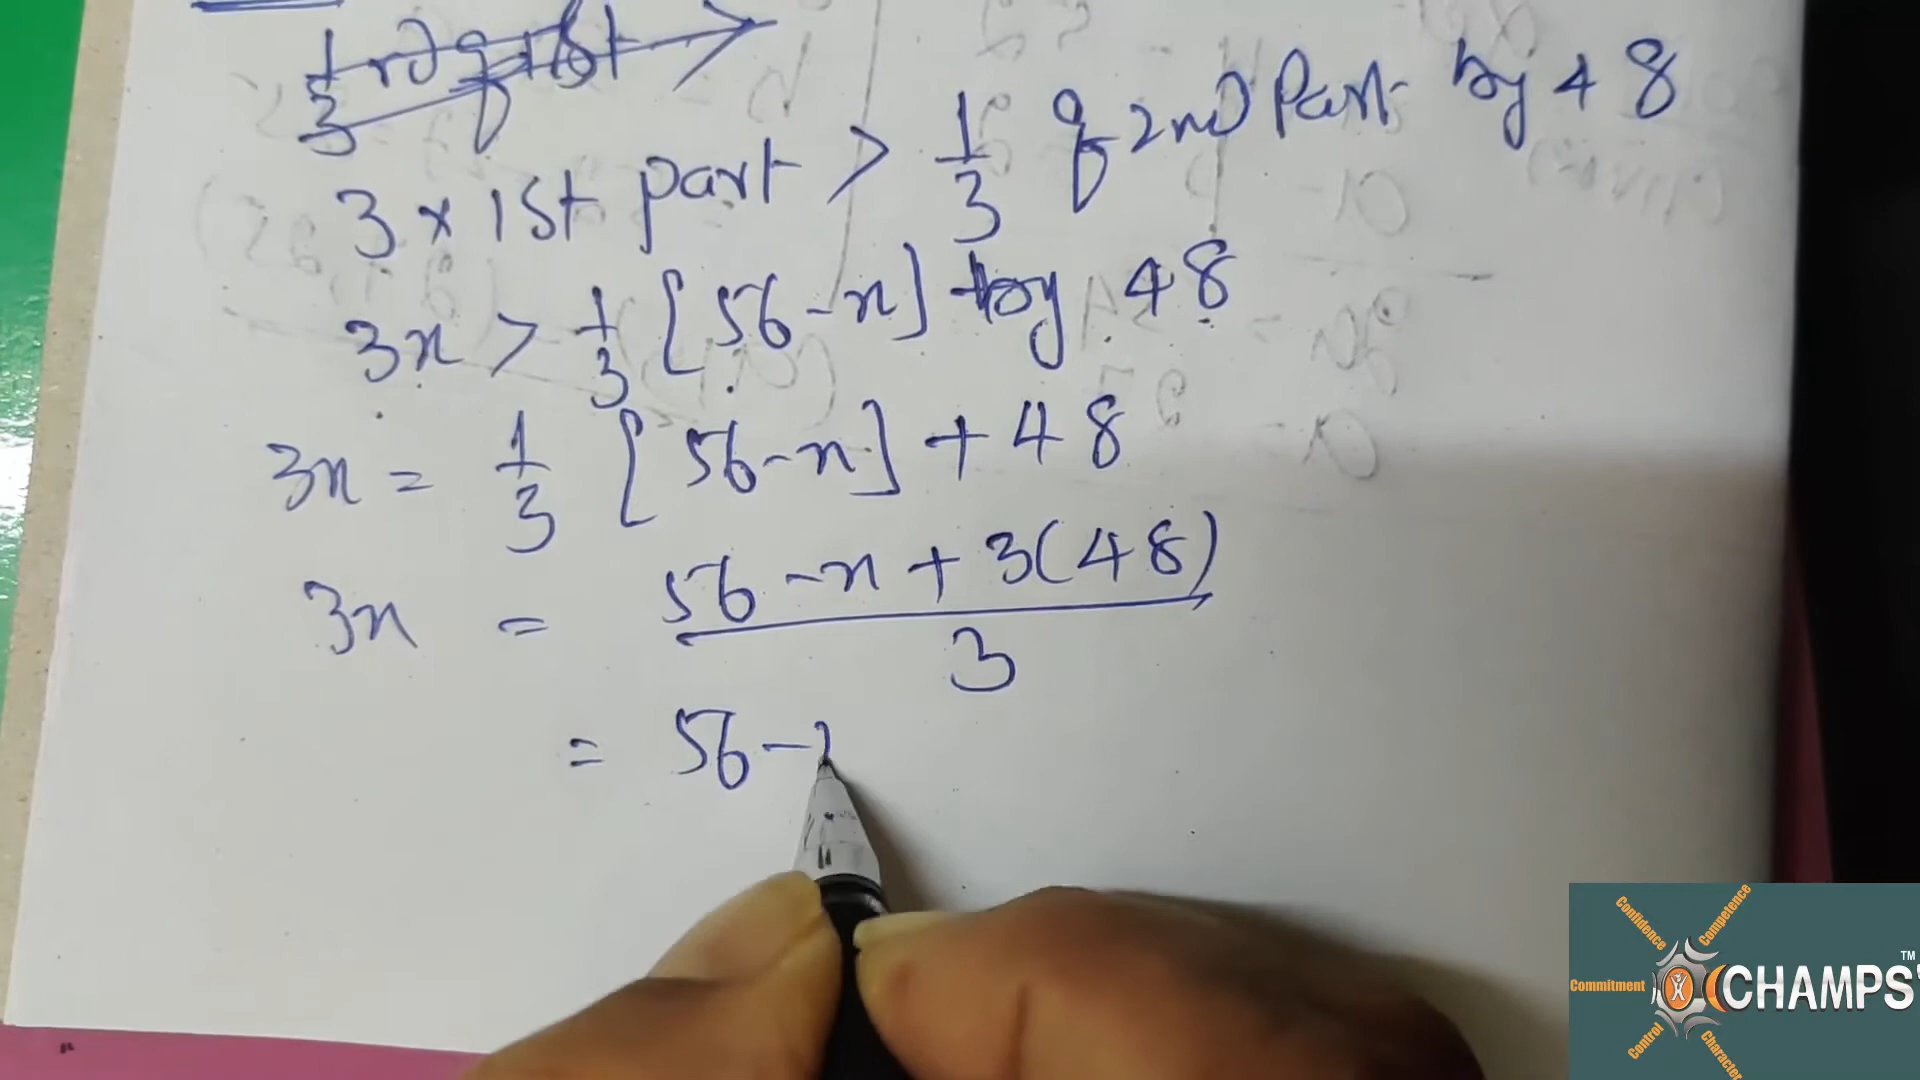 3 × 1st part > 1/3 of 2nd Part by 48
3x > 1/3 [56-x] by 48
3x = 1/3 [56-x] + 48
3x = 56-x+3(48) / 3
= 56-
Confidence
Competence
Commitment
CHAMPS
TM
Control
Character